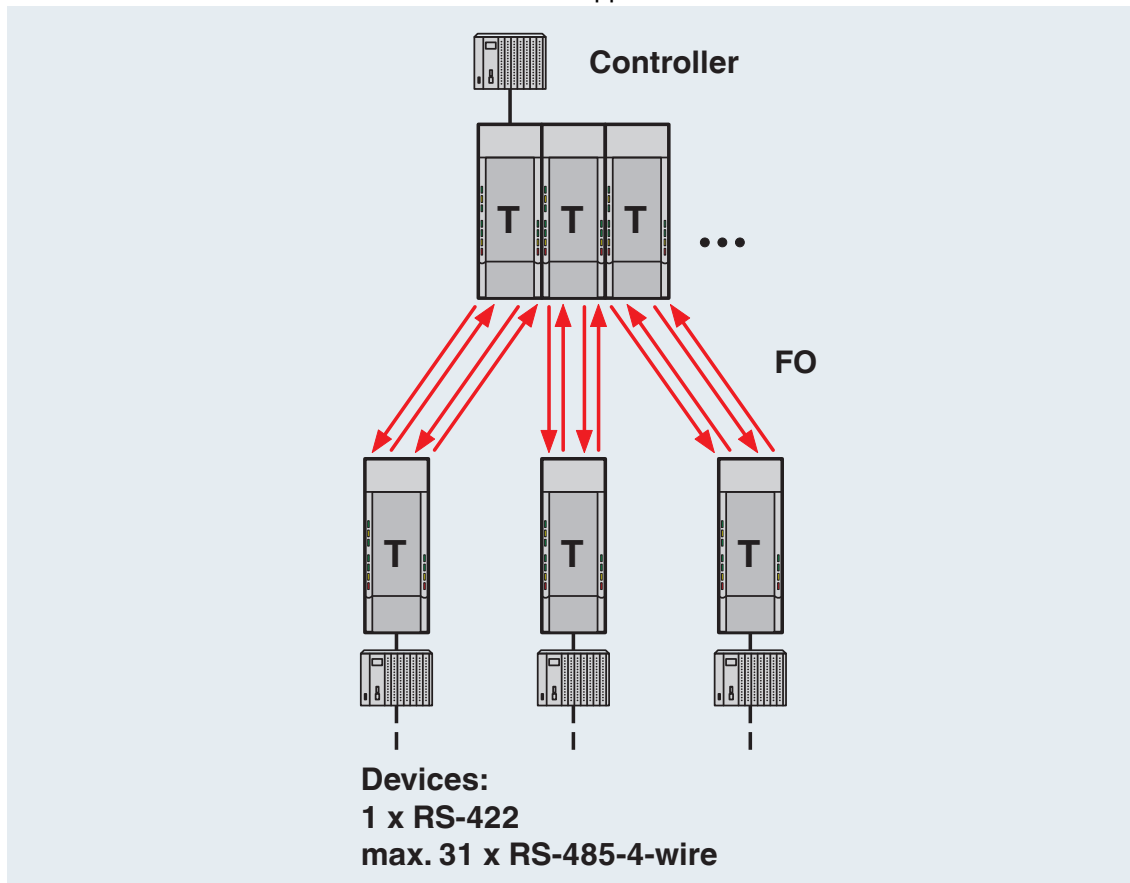 Controller
T T T
...
FO
T T T
Devices:
1 x RS-422
max. 31 x RS-485-4-wire